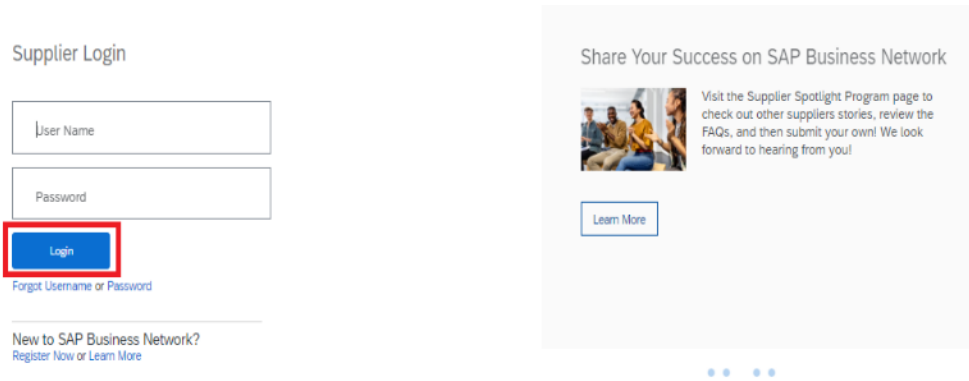 Supplier Login
User Name
Password
Login
Forgot Username or Password
New to SAP Business Network?
Register Now or Learn More
Share Your Success on SAP Business Network
Visit the Supplier Spotlight Program page to
check out other suppliers stories, review the
FAQs, and then submit your own! We look
forward to hearing from you!
Learn More